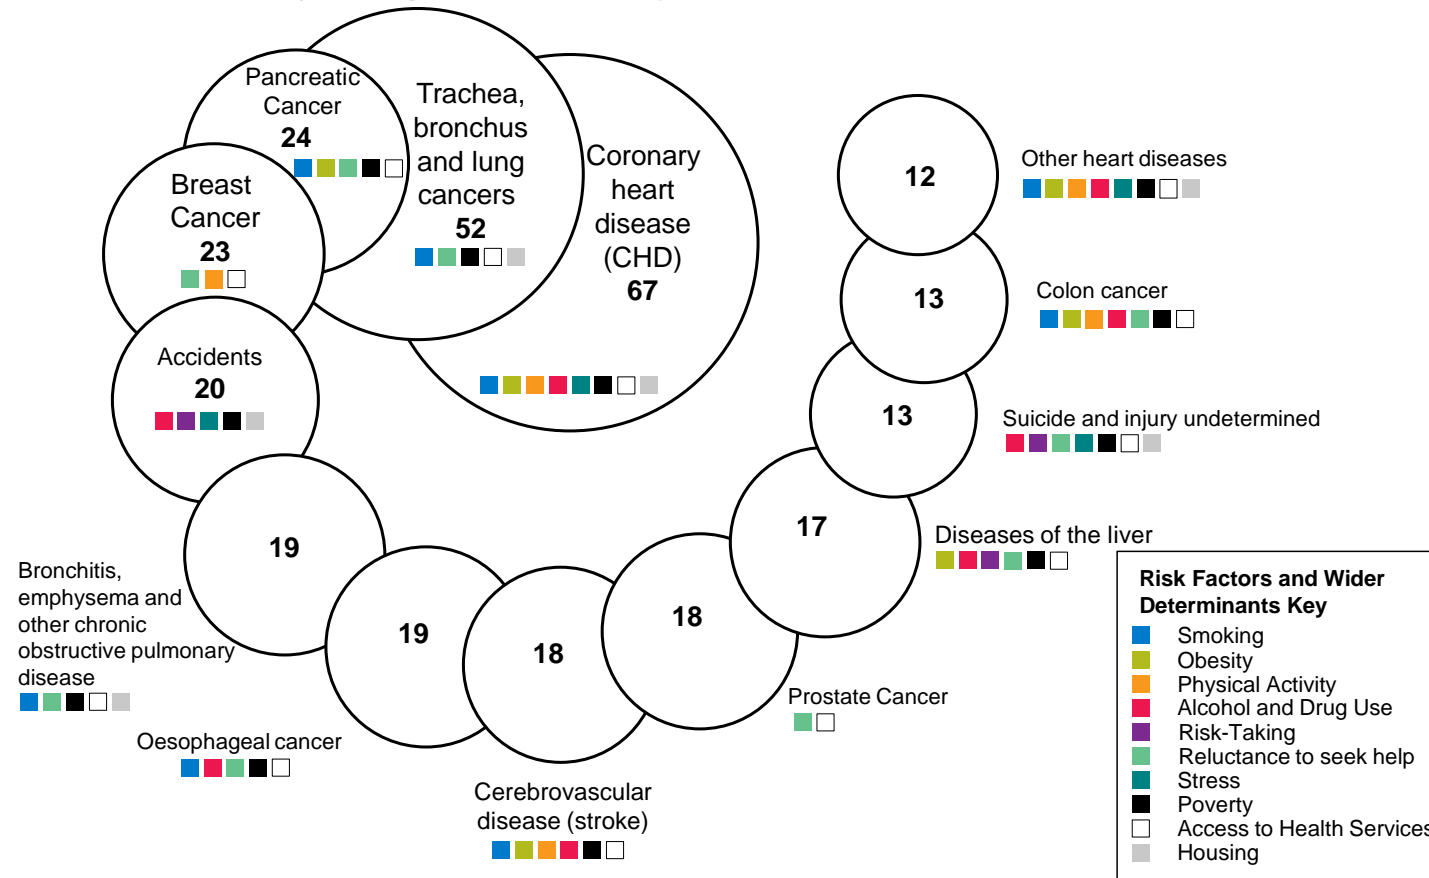 Pancreatic
Cancer
24
Trachea,
bronchus
and lung
cancers
52
Coronary
heart
disease
(CHD)
67
Breast
Cancer
23
Accidents
20
19
Bronchitis,
emphysema and
other chronic
obstructive pulmonary
disease
19
Oesophageal cancer
18
Cerebrovascular
disease (stroke)
18
Prostate Cancer
17
Diseases of the liver
13
Suicide and injury undetermined
13
Colon cancer
12
Other heart diseases
Risk Factors and Wider
Determinants Key
Smoking
Obesity
Physical Activity
Alcohol and Drug Use
Risk-Taking
Reluctance to seek help
Stress
Poverty
Access to Health Services
Housing